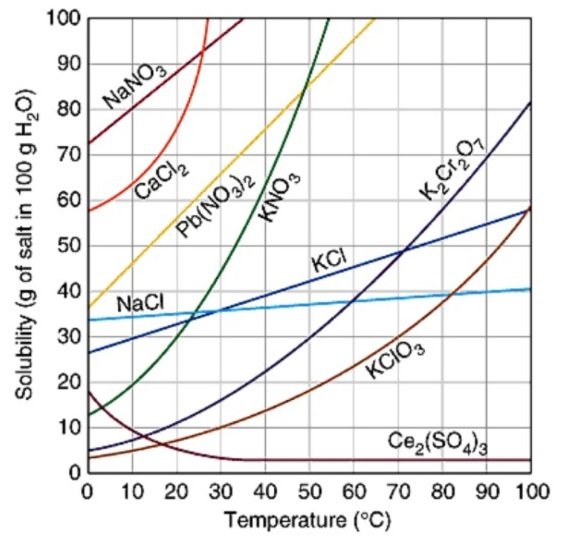 Solubility (g of salt in 100 g H₂O)
100
90
80
70
60
50
40
30
20
10
0
NaNO₃
CaCl₂
Pb(NO₃)₂
KNO₃
K₂Cr₂O₇
KCl
NaCl
KClO₃
Ce₂(SO₄)₃
0 10 20 30 40 50 60 70 80 90 100
Temperature (°C)